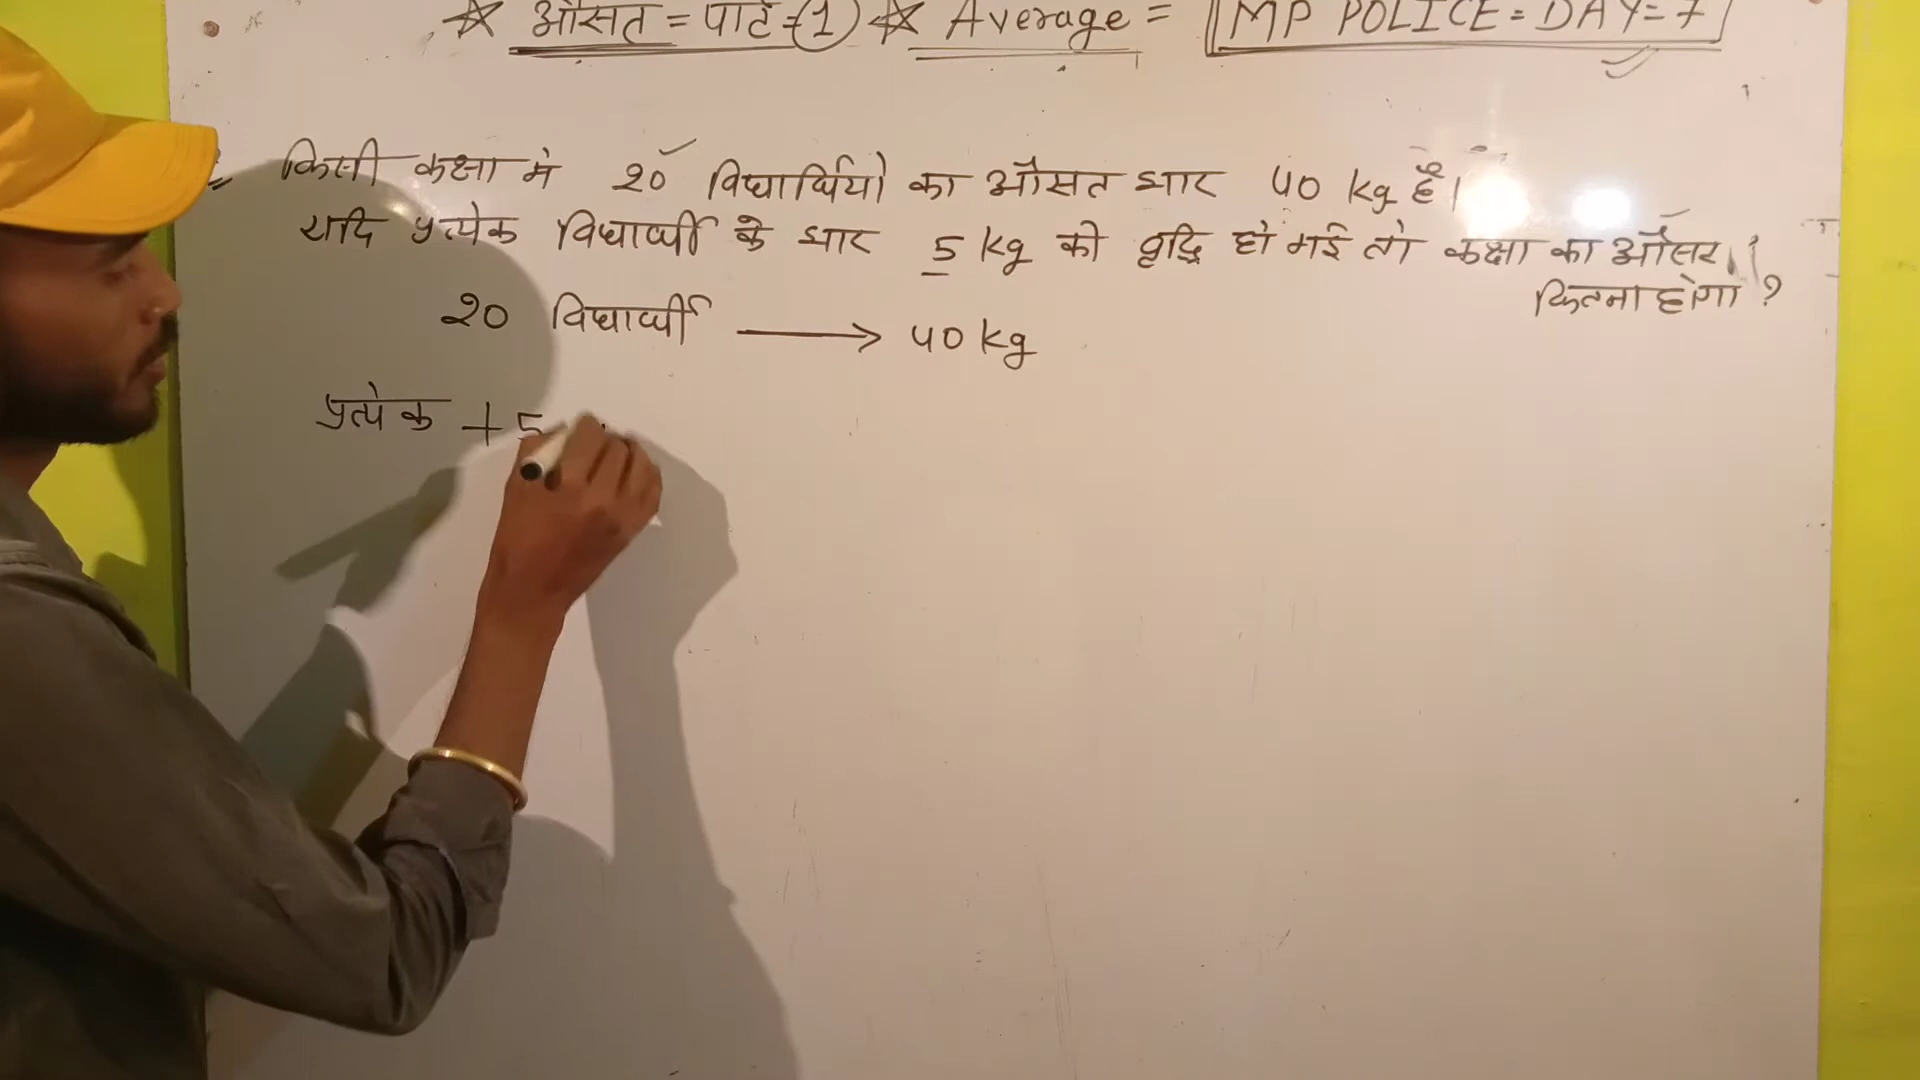 ☆ औसत = पार्ट-(1) ☆ Average = MP POLICE = DAY = 7
किसी कक्षा मे 20 विद्यार्थियो का औसत भार 40 kg है।
यदि प्रत्येक विद्यार्थी के भार 5 kg की वृद्धि हो गई तो कक्षा का औसत
कितना होगा ?
20 विद्यार्थी ⟶ 40 kg
प्रत्येक +5